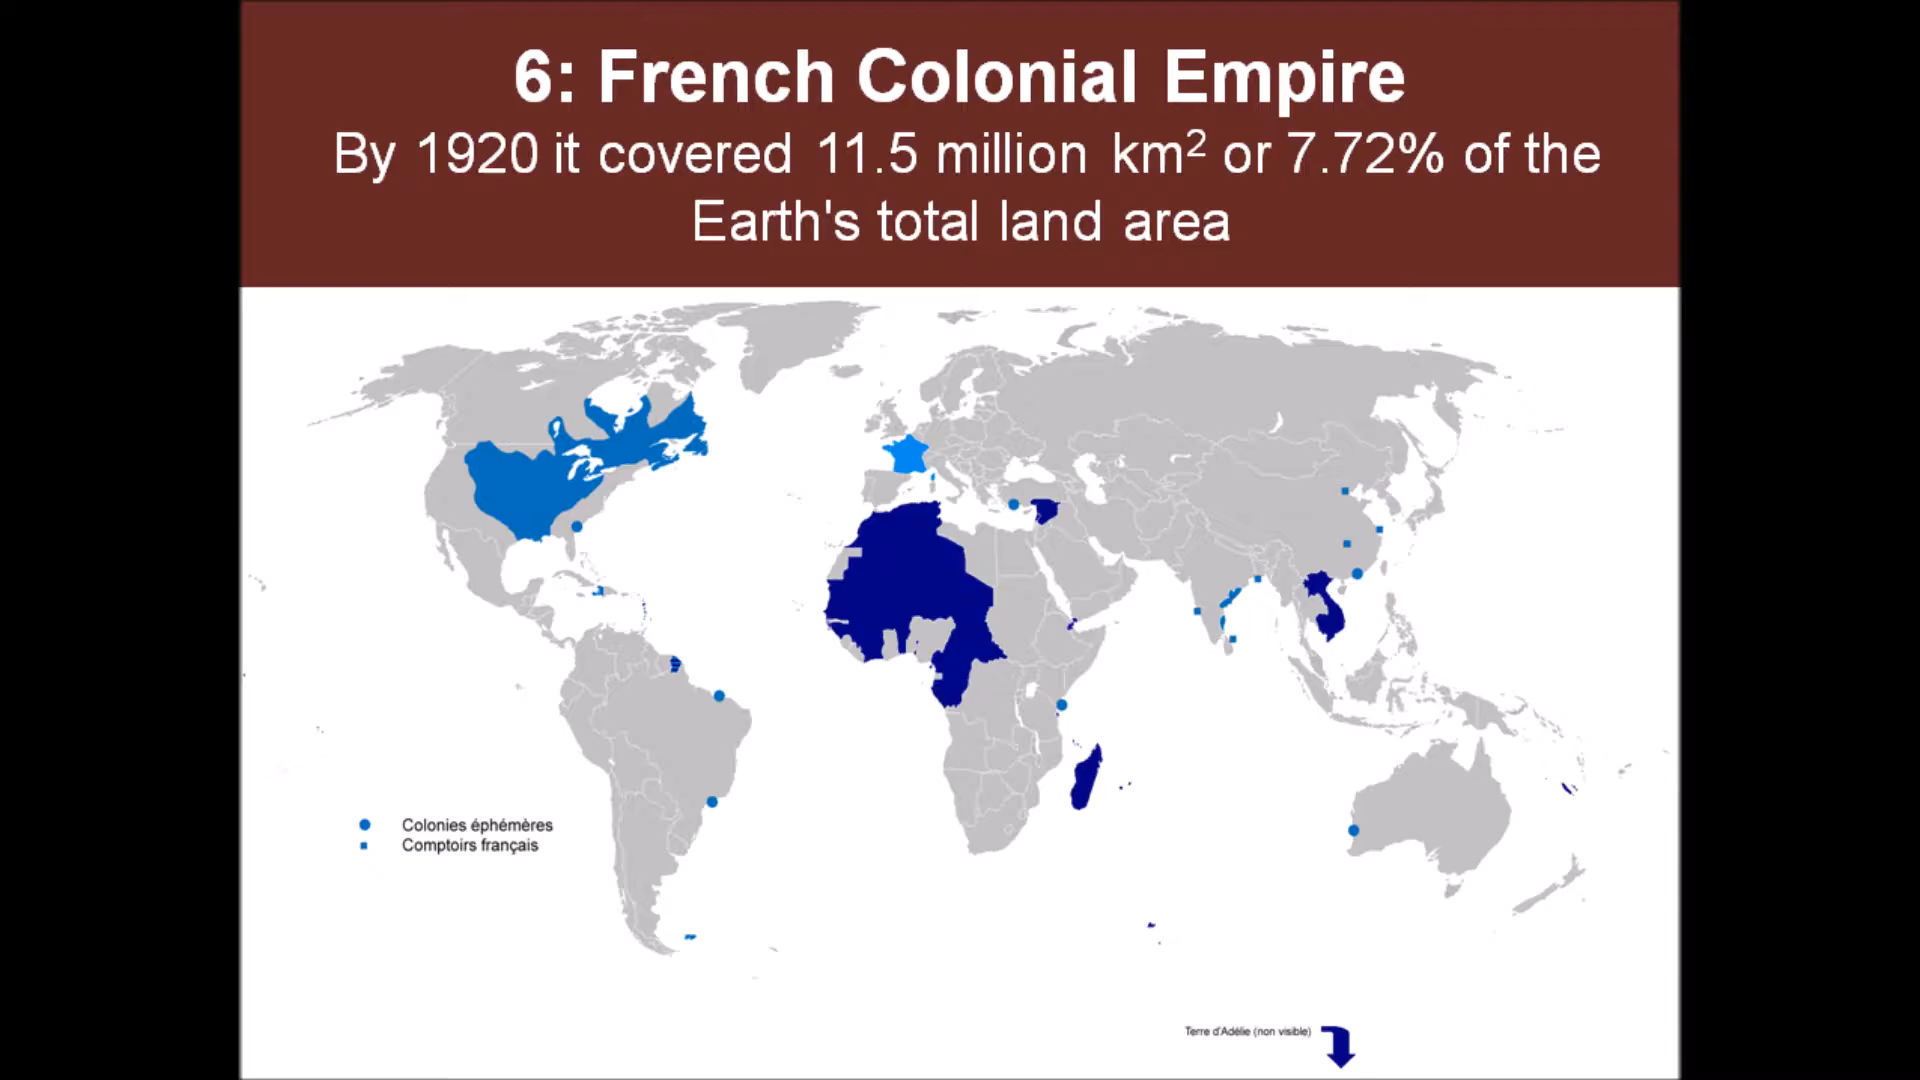 6: French Colonial Empire
By 1920 it covered 11.5 million km² or 7.72% of the
Earth's total land area
Colonies éphémères
Comptoirs français
Terre d'Adélie (non visible)